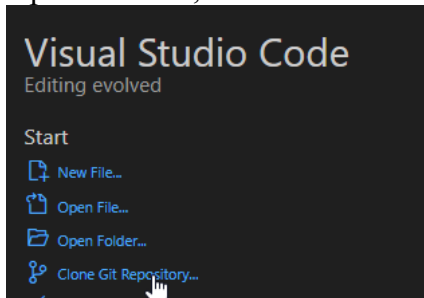 Visual Studio Code
Editing evolved
Start
New File...
Open File...
Open Folder...
Clone Git Repository...